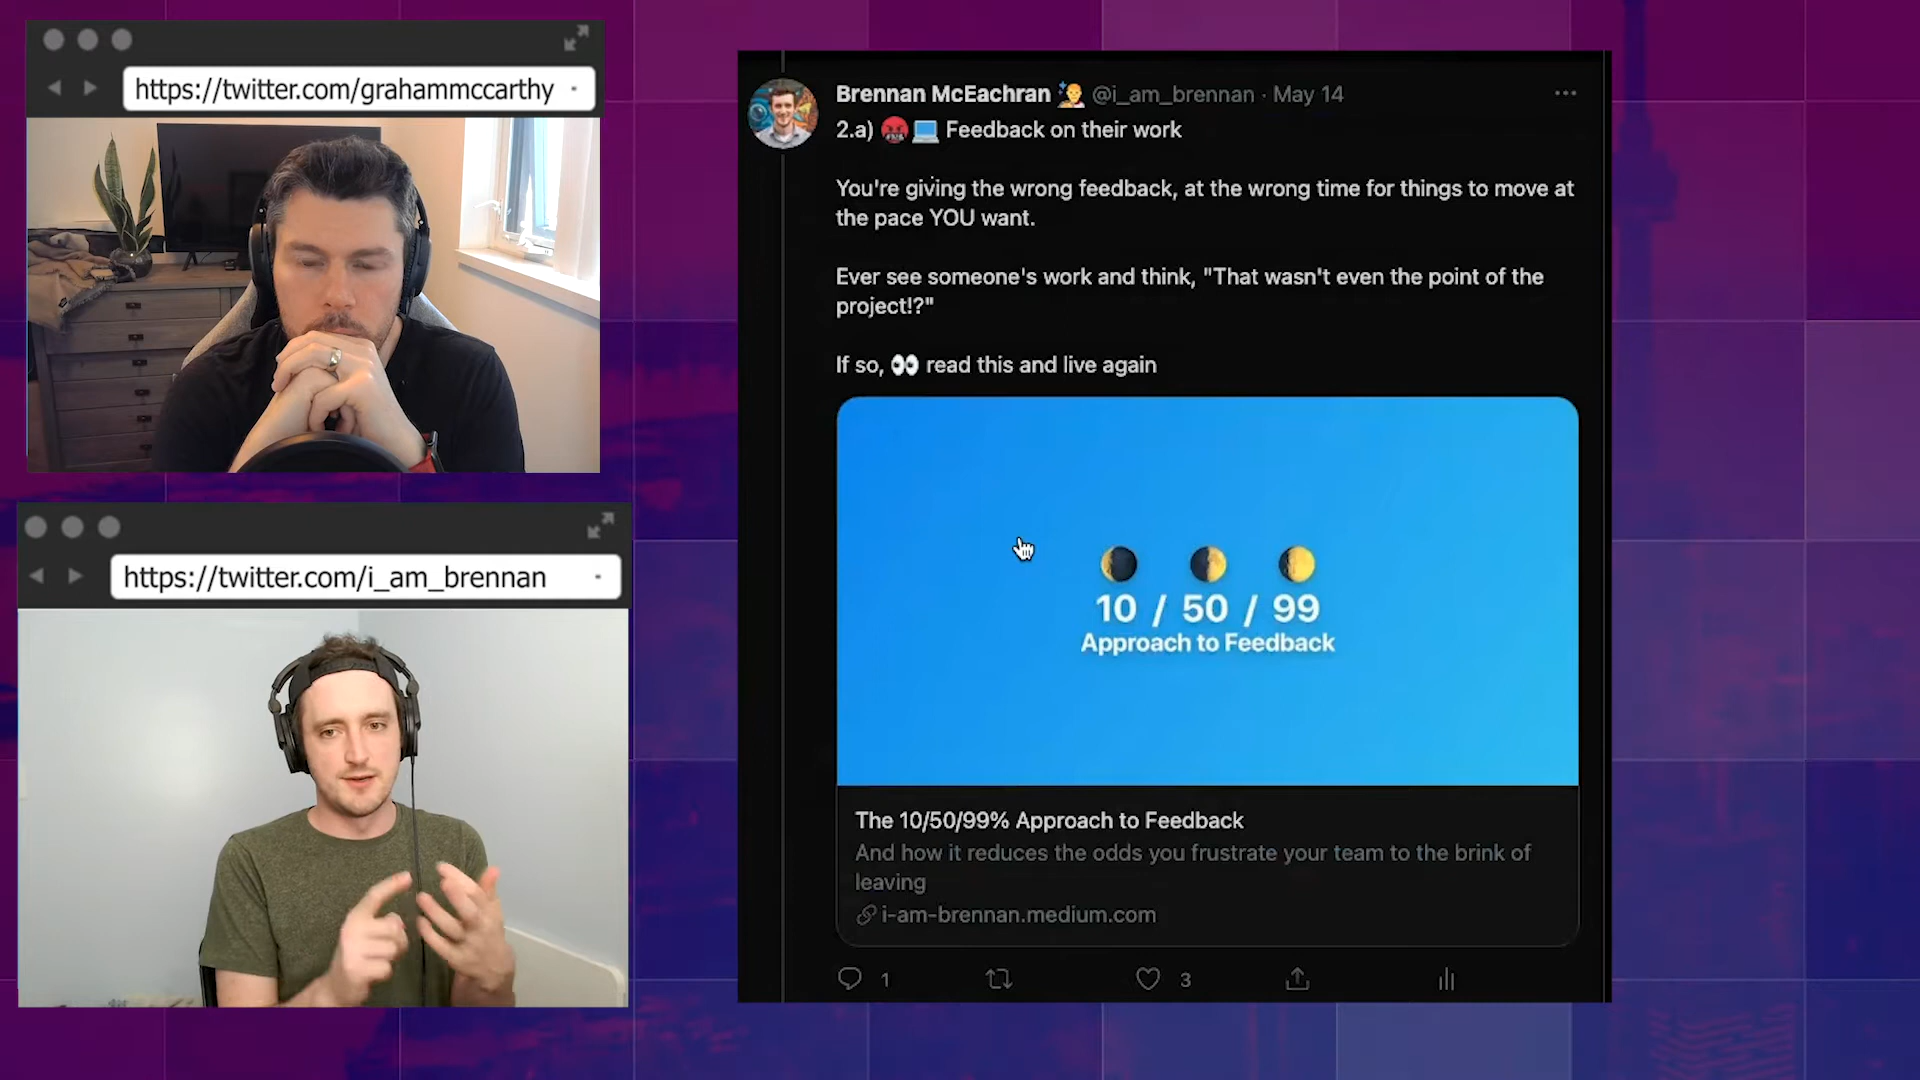 https://twitter.com/grahammccarthy
https://twitter.com/i_am_brennan
Brennan McEachran @i_am_brennan · May 14
2.a) Feedback on their work
You're giving the wrong feedback, at the wrong time for things to move at
the pace YOU want.
Ever see someone's work and think, "That wasn't even the point of the
project!?"
If so, 👀 read this and live again
10 / 50 / 99
Approach to Feedback
The 10/50/99% Approach to Feedback
And how it reduces the odds you frustrate your team to the brink of
leaving
i-am-brennan.medium.com
1 3